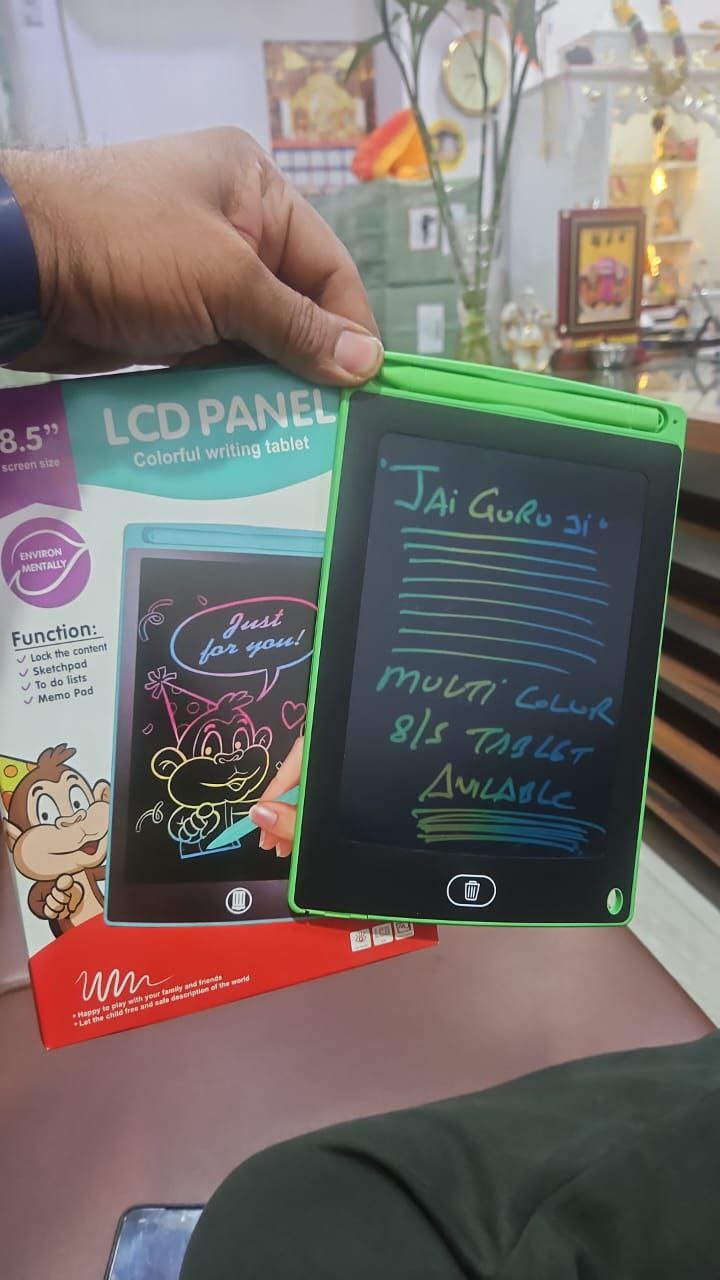 8.5”
screen size
LCD PANEL
Colorful writing tablet
ENVIRON
MENTALLY
Function:
Lock the content
Sketchpad
To do lists
Memo Pad
Just
for you!
• Happy to play with your family and friends
• Let the child free and safe description of the world
"JAi GURU Ji"
MULTI COLUR
8/5 TABLET
AVILABLE